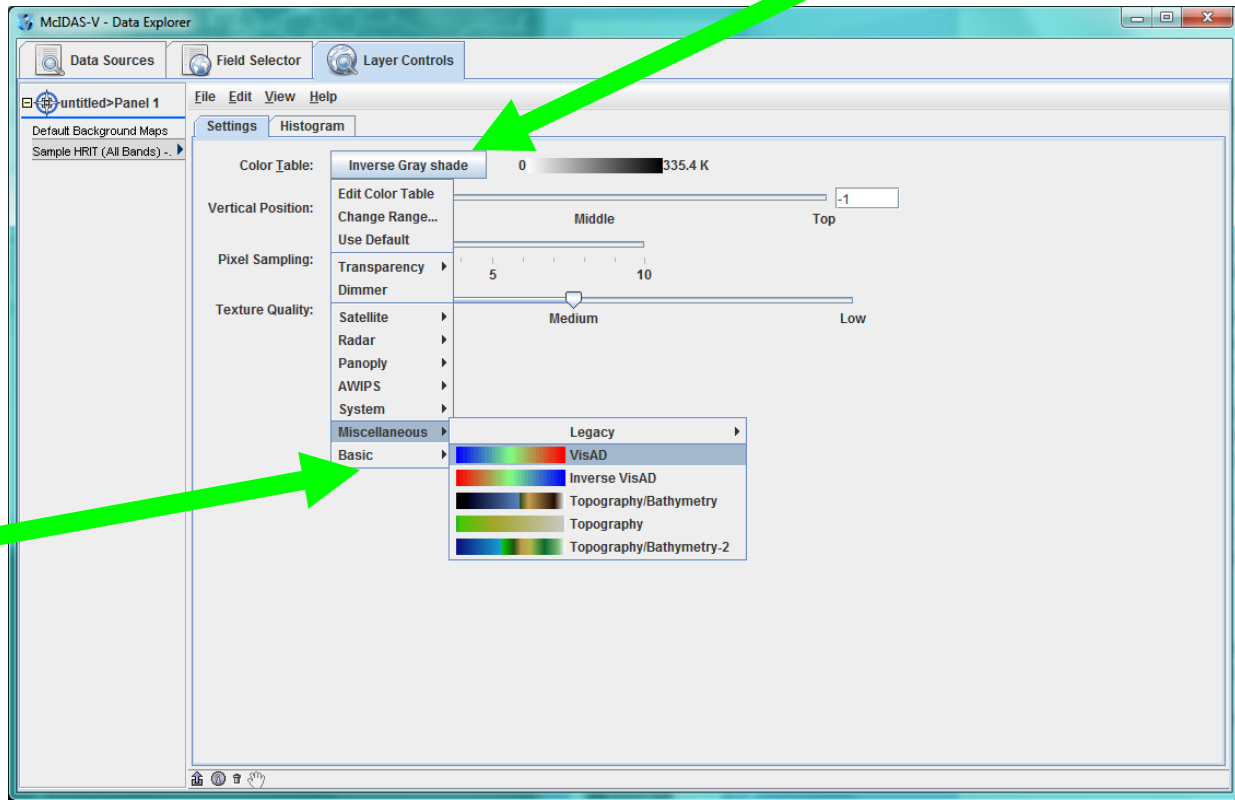 McIDAS-V - Data Explorer
Data Sources Field Selector Layer Controls
untitled>Panel 1
Default Background Maps
Sample HRIT (All Bands) -.
File Edit View Help
Settings Histogram
Color Table: Inverse Gray shade 0 335.4 K
Edit Color Table
Change Range...
Use Default
Transparency
Dimmer
Satellite
Radar
Panoply
AWIPS
System
Miscellaneous
Basic
Legacy
VisAD
Inverse VisAD
Topography/Bathymetry
Topography
Topography/Bathymetry-2
Vertical Position: Middle Top -1
Pixel Sampling: 5 10
Texture Quality: Medium Low